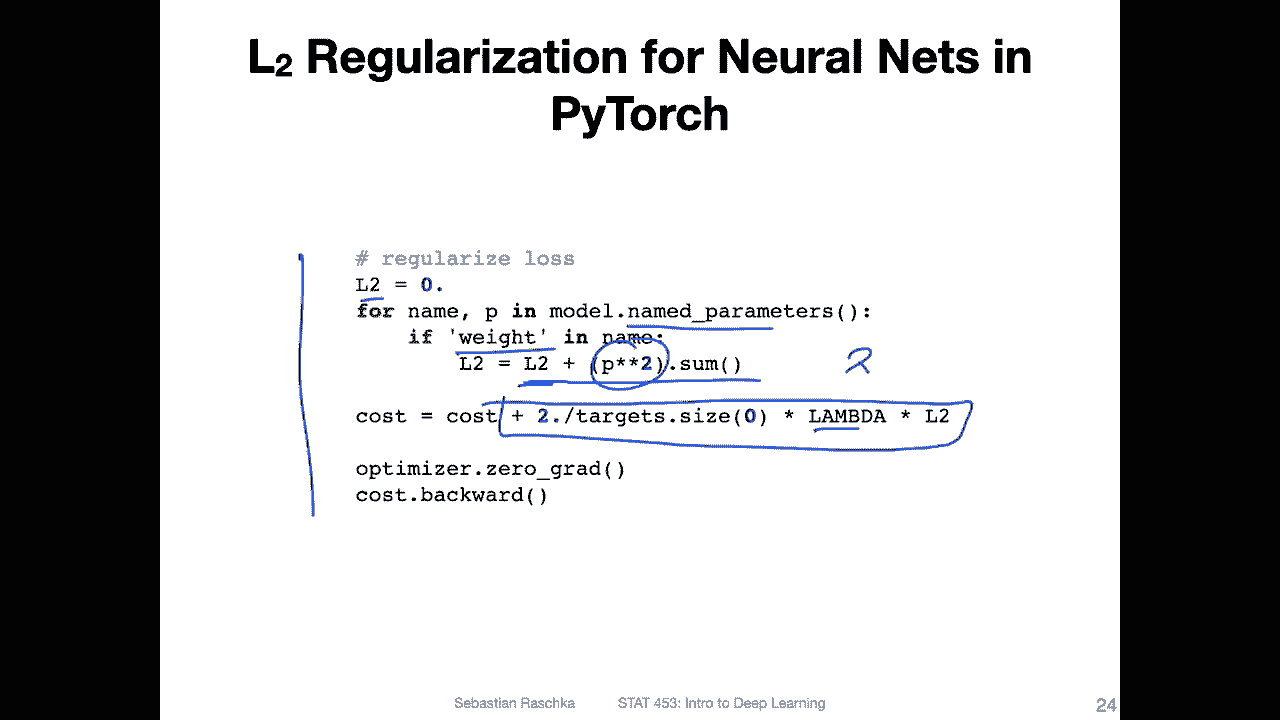 L₂ Regularization for Neural Nets in
PyTorch
# regularize loss
L2 = 0.
for name, p in model.named_parameters():
    if 'weight' in name:
        L2 = L2 + (p**2).sum()
2
cost = cost + 2./targets.size(0) * LAMBDA * L2
optimizer.zero_grad()
cost.backward()
Sebastian Raschka STAT 453: Intro to Deep Learning 24